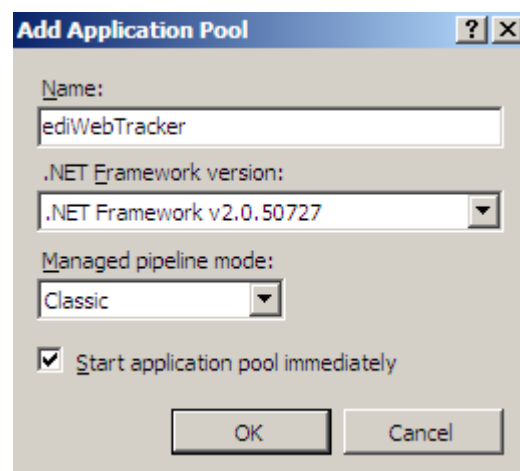 Add Application Pool
Name:
ediWebTracker
.NET Framework version:
.NET Framework v2.0.50727
Managed pipeline mode:
Classic
Start application pool immediately
OK Cancel